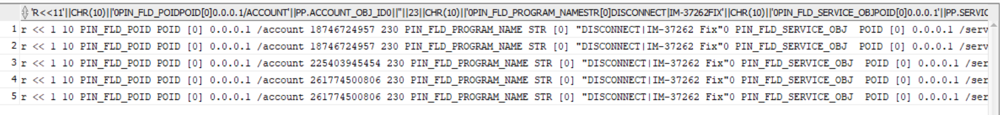 'R<<11'||CHR(10)||'0PIN_FLD_POIDPOID[0]0.0.0.1/ACCOUNT'||PP.ACCOUNT_OBJ_ID0||''||23||CHR(10)||'0PIN_FLD_PROGRAM_NAMESTR[0]DISCONNECT|IM-37262FIX'||CHR(10)||'0PIN_FLD_SERVICE_OBJPOID[0]0.0.0.1'||PP.SERVIC
1 r << 1 10 PIN_FLD_POID POID [0] 0.0.0.1 /account 18746724957 230 PIN_FLD_PROGRAM_NAME STR [0] "DISCONNECT|IM-37262 Fix"0 PIN_FLD_SERVICE_OBJ POID [0] 0.0.0.1 /serv
2 r << 1 10 PIN_FLD_POID POID [0] 0.0.0.1 /account 18746724957 230 PIN_FLD_PROGRAM_NAME STR [0] "DISCONNECT|IM-37262 Fix"0 PIN_FLD_SERVICE_OBJ POID [0] 0.0.0.1 /serv
3 r << 1 10 PIN_FLD_POID POID [0] 0.0.0.1 /account 225403945454 230 PIN_FLD_PROGRAM_NAME STR [0] "DISCONNECT|IM-37262 Fix"0 PIN_FLD_SERVICE_OBJ POID [0] 0.0.0.1 /ser
4 r << 1 10 PIN_FLD_POID POID [0] 0.0.0.1 /account 261774500806 230 PIN_FLD_PROGRAM_NAME STR [0] "DISCONNECT|IM-37262 Fix"0 PIN_FLD_SERVICE_OBJ POID [0] 0.0.0.1 /ser
5 r << 1 10 PIN_FLD_POID POID [0] 0.0.0.1 /account 261774500806 230 PIN_FLD_PROGRAM_NAME STR [0] "DISCONNECT|IM-37262 Fix"0 PIN_FLD_SERVICE_OBJ POID [0] 0.0.0.1 /ser